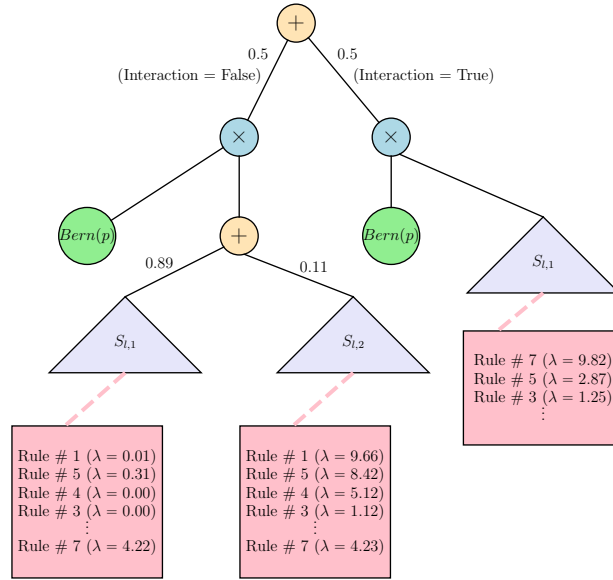 +
0.5
0.5
(Interaction = False)
(Interaction = True)
×
×
Bern(p)
+
Bern(p)
0.89
0.11
S_{l,1}
S_{l,1}
S_{l,2}
Rule # 7 (λ = 9.82)
Rule # 5 (λ = 2.87)
Rule # 3 (λ = 1.25)
⋮
Rule # 1 (λ = 0.01)
Rule # 5 (λ = 0.31)
Rule # 4 (λ = 0.00)
Rule # 3 (λ = 0.00)
⋮
Rule # 7 (λ = 4.22)
Rule # 1 (λ = 9.66)
Rule # 5 (λ = 8.42)
Rule # 4 (λ = 5.12)
Rule # 3 (λ = 1.12)
⋮
Rule # 7 (λ = 4.23)